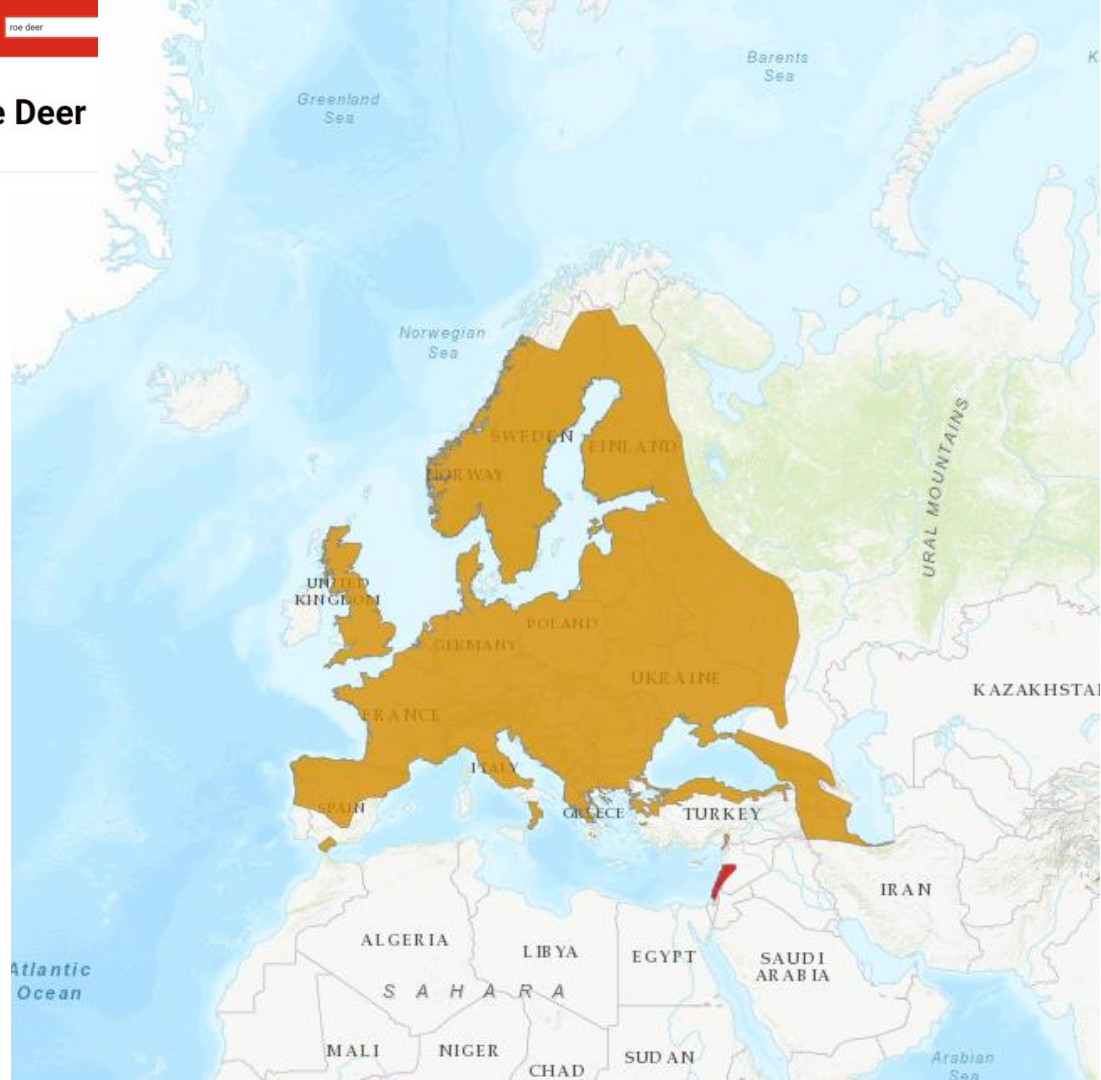 roe deer
e Deer
Barents
Sea
K
Greenland
Sea
Norwegian
Sea
URAL MOUNTAINS
SWEDEN
FINLAND
NORWAY
UNITED
KINGDOM
POLAND
GERMANY
UKRAINE
KAZAKHSTA
FRANCE
ITALY
SPAIN
GREECE
TURKEY
IRAN
ALGERIA
LIBYA
EGYPT
SAUDI
ARABIA
Atlantic
Ocean
SAHARA
MALI
NIGER
CHAD
SUDAN
Arabian
Sea